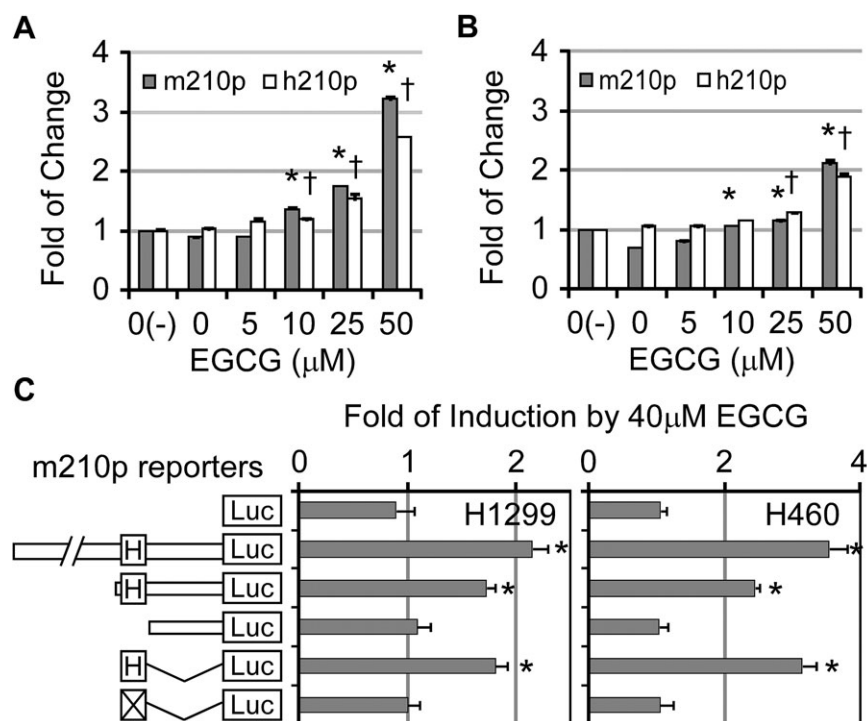 A
B
4
3
2
1
0
Fold of Change
m210p h210p
* †
* †
* †
0(-) 0 5 10 25 50
EGCG (μM)
4
3
2
1
0
Fold of Change
m210p h210p
*
* †
* †
0(-) 0 5 10 25 50
EGCG (μM)
C
Fold of Induction by 40μM EGCG
m210p reporters
0 1 2
0 2 4
H1299
H460
Luc
H Luc
* *
H Luc
* *
Luc
H Luc
* *
Luc